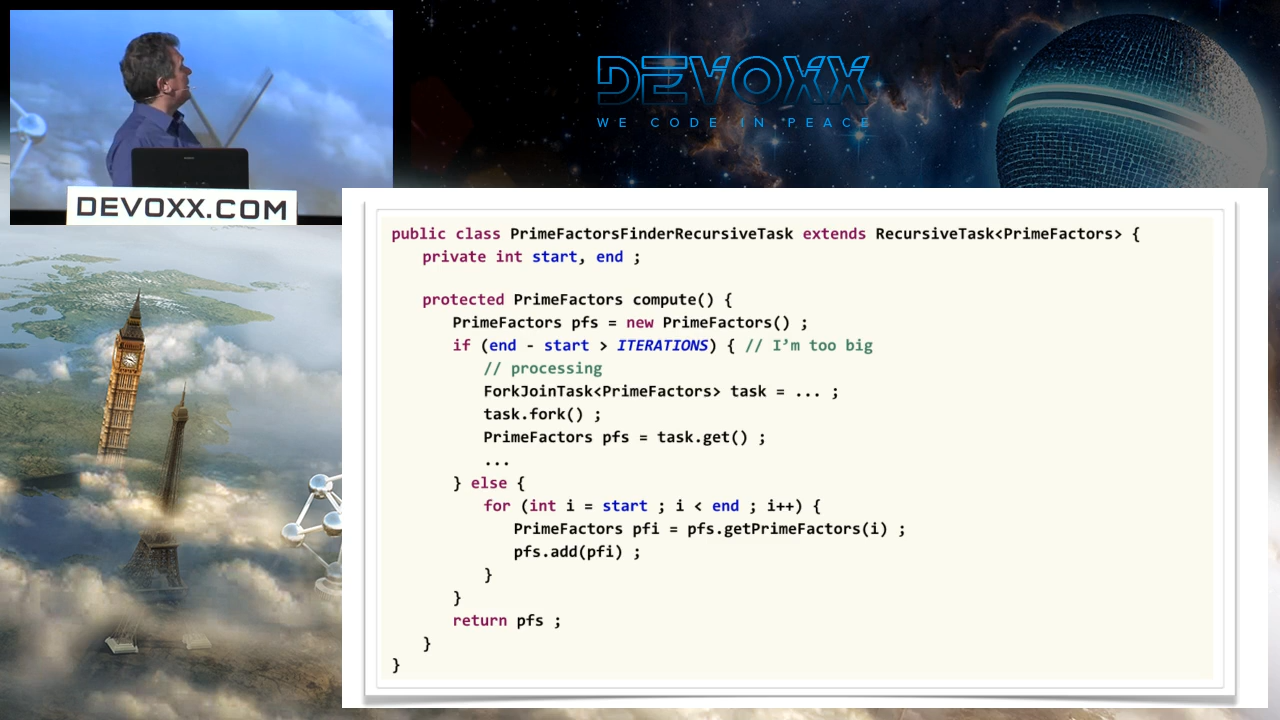 DEVOXX
WE CODE IN PEACE
DEVOXX.COM
public class PrimeFactorsFinderRecursiveTask extends RecursiveTask<PrimeFactors> {
private int start, end ;
protected PrimeFactors compute() {
PrimeFactors pfs = new PrimeFactors() ;
if (end - start > ITERATIONS) { // I’m too big
// processing
ForkJoinTask<PrimeFactors> task = ... ;
task.fork() ;
PrimeFactors pfs = task.get() ;
...
} else {
for (int i = start ; i < end ; i++) {
PrimeFactors pfi = pfs.getPrimeFactors(i) ;
pfs.add(pfi) ;
}
}
return pfs ;
}
}